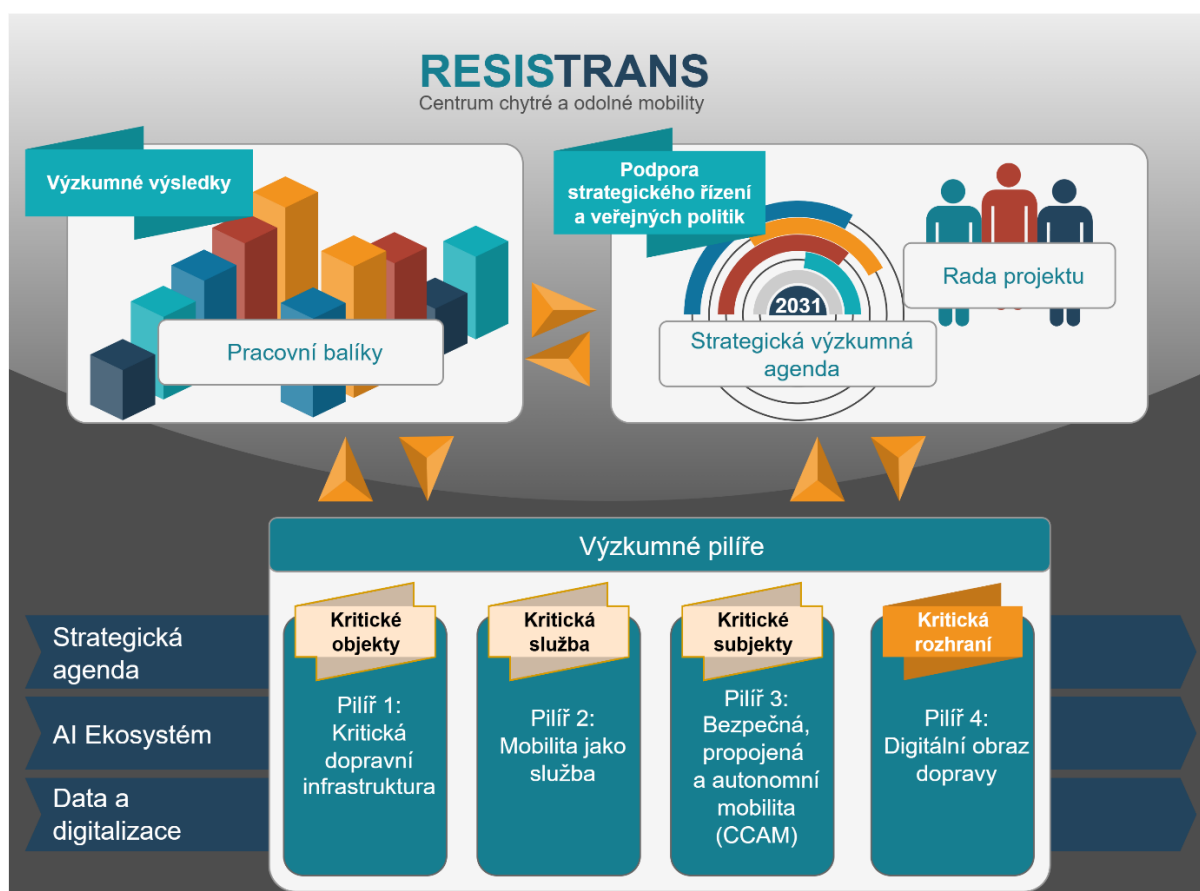 RESISTRANS
Centrum chytré a odolné mobility
Výzkumné výsledky
Pracovní balíky
Podpora
strategického řízení
a veřejných politik
2031
Strategická výzkumná
agenda
Rada projektu
Výzkumné pilíře
Strategická
agenda
AI Ekosystém
Data a
digitalizace
Kritické
objekty
Pilíř 1:
Kritická
dopravní
infrastruktura
Kritická
služba
Pilíř 2:
Mobilita jako
služba
Kritické
subjekty
Pilíř 3:
Bezpečná,
propojená
a autonomní
mobilita
(CCAM)
Kritická
rozhraní
Pilíř 4:
Digitální obraz
dopravy